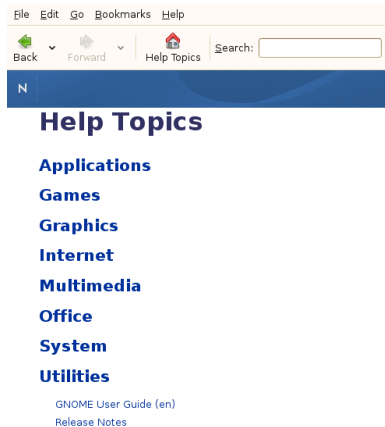 File Edit Go Bookmarks Help
Back Forward Help Topics Search:
N
Help Topics
Applications
Games
Graphics
Internet
Multimedia
Office
System
Utilities
GNOME User Guide (en)
Release Notes